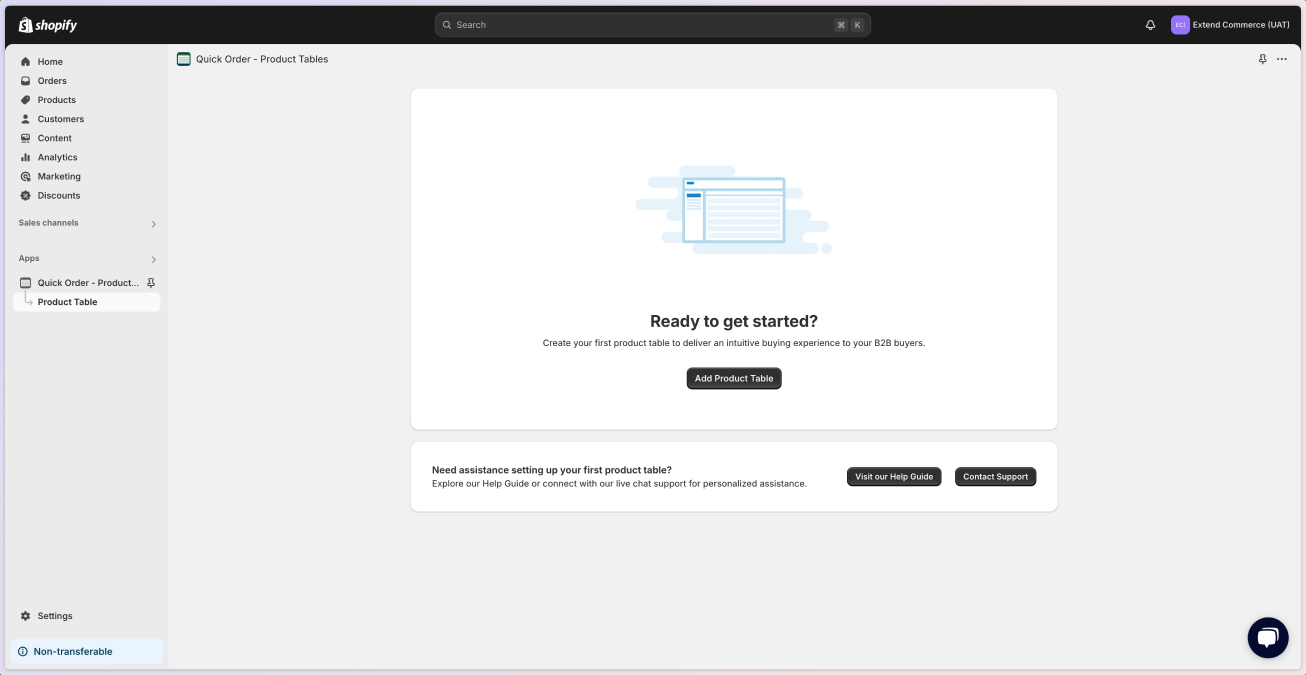 shopify
Search
⌘ K
ECI
Extend Commerce (UAT)
Home
Orders
Products
Customers
Content
Analytics
Marketing
Discounts
Sales channels
Apps
Quick Order - Product...
Product Table
Settings
Non-transferable
Quick Order - Product Tables
Ready to get started?
Create your first product table to deliver an intuitive buying experience to your B2B buyers.
Add Product Table
Need assistance setting up your first product table?
Explore our Help Guide or connect with our live chat support for personalized assistance.
Visit our Help Guide
Contact Support